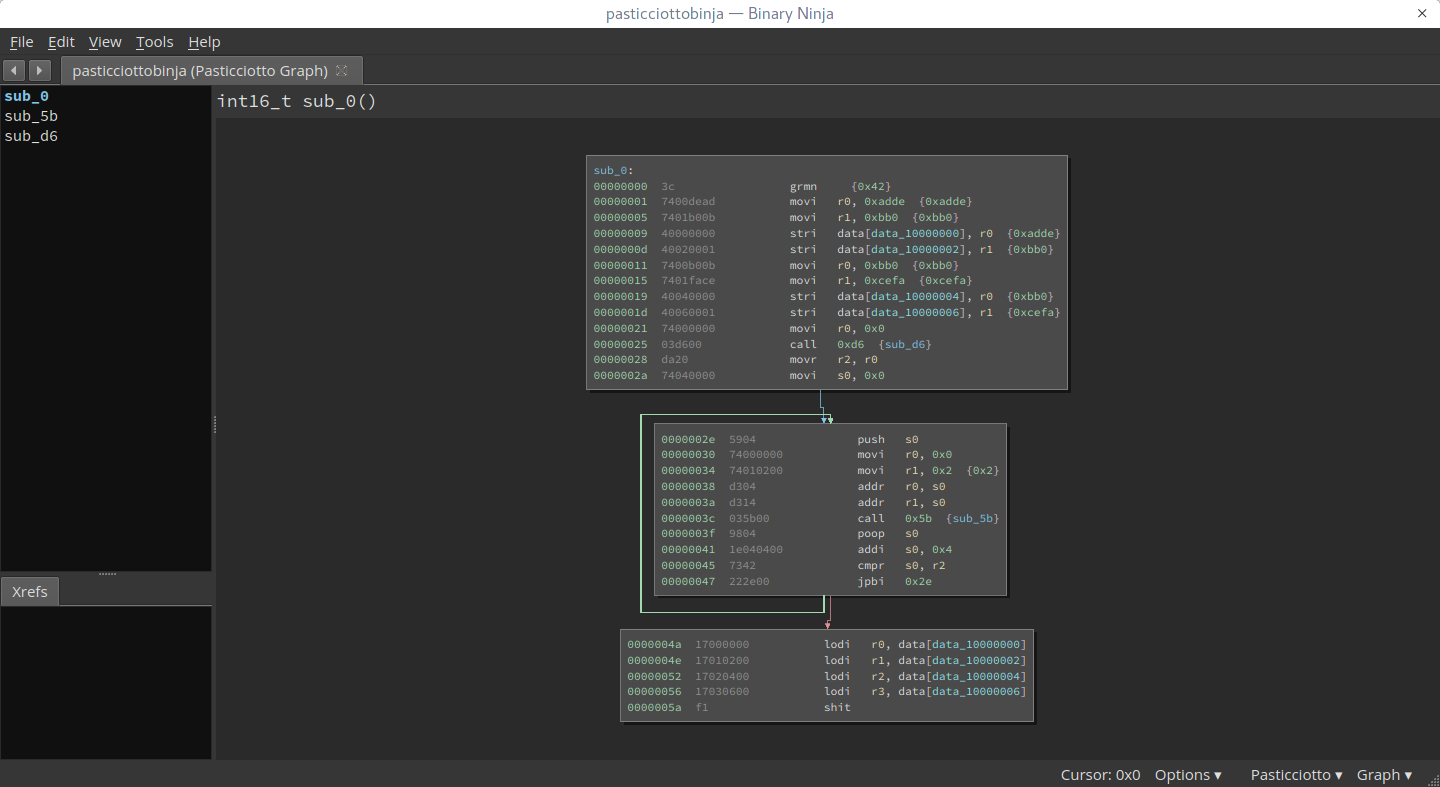 pasticciottobinja — Binary Ninja
File Edit View Tools Help
pasticciottobinja (Pasticciotto Graph)
sub_0
sub_5b
sub_d6
Xrefs
int16_t sub_0()
sub_0:
00000000 3c grmn {0x42}
00000001 7400dead movi r0, 0xadde {0xadde}
00000005 7401b00b movi r1, 0xbb0 {0xbb0}
00000009 40000000 stri data[data_10000000], r0 {0xadde}
0000000d 40020001 stri data[data_10000002], r1 {0xbb0}
00000011 7400b00b movi r0, 0xbb0 {0xbb0}
00000015 7401face movi r1, 0xcefa {0xcefa}
00000019 40040000 stri data[data_10000004], r0 {0xbb0}
0000001d 40060001 stri data[data_10000006], r1 {0xcefa}
00000021 74000000 movi r0, 0x0
00000025 03d600 call 0xd6 {sub_d6}
00000028 da20 movr r2, r0
0000002a 74040000 movi s0, 0x0
0000002e 5904 push s0
00000030 74000000 movi r0, 0x0
00000034 74010200 movi r1, 0x2 {0x2}
00000038 d304 addr r0, s0
0000003a d314 addr r1, s0
0000003c 035b00 call 0x5b {sub_5b}
0000003f 9804 poop s0
00000041 1e040400 addi s0, 0x4
00000045 7342 cmpr s0, r2
00000047 222e00 jpbi 0x2e
0000004a 17000000 lodi r0, data[data_10000000]
0000004e 17010200 lodi r1, data[data_10000002]
00000052 17020400 lodi r2, data[data_10000004]
00000056 17030600 lodi r3, data[data_10000006]
0000005a f1 shit
Cursor: 0x0 Options ▾ Pasticciotto ▾ Graph ▾